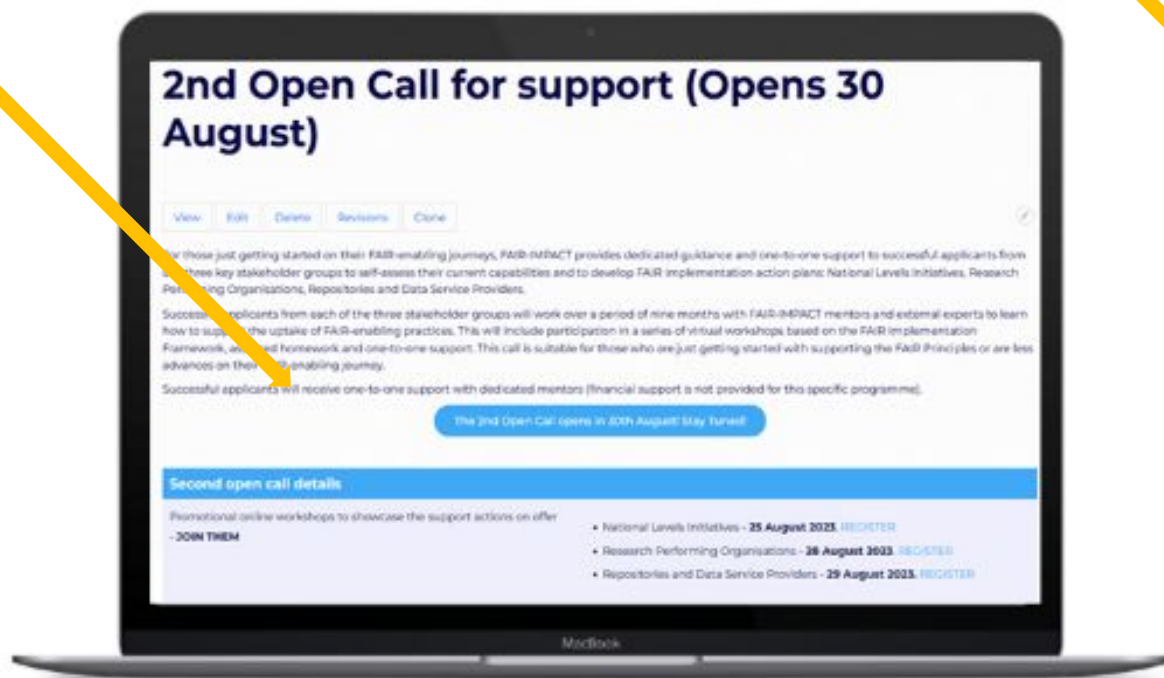 2nd Open Call for support (Opens 30
August)
View Edit Delete Revisions Clone
those just getting started on their FAIR-enabling journeys, FAIR-IMPACT provides dedicated guidance and one-to-one support to successful applicants from
three key stakeholder groups to self-assess their current capabilities and to develop FAIR implementation action plans: National Levels Initiatives, Research
Performing Organisations, Repositories and Data Service Providers.
Successful applicants from each of the three stakeholder groups will work over a period of nine months with FAIR-IMPACT mentors and external experts to learn
how to support the uptake of FAIR-enabling practices. This will include participation in a series of virtual workshops based on the FAIR Implementation
Framework, homework and one-to-one support. This call is suitable for those who are just getting started with supporting the FAIR Principles or are less
advances on their enabling journey.
Successful applicants will receive one-to-one support with dedicated mentors (financial support is not provided for this specific programme).
The 2nd Open Call opens in 30th August! Stay Tuned!
Second open call details
Promotional online workshops to showcase the support actions on offer
- JOIN THEM
• National Levels Initiatives - 25 August 2023. REGISTER
• Research Performing Organisations - 28 August 2023. REGISTER
• Repositories and Data Service Providers - 29 August 2023. REGISTER
MacBook